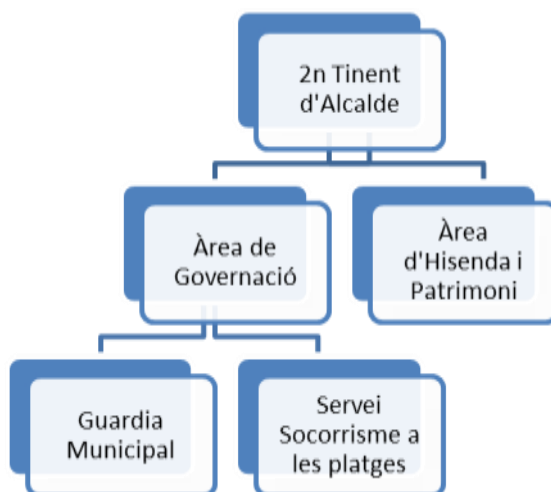 2n Tinent
d'Alcalde
Àrea de
Governació
Àrea
d'Hisenda i
Patrimoni
Guardia
Municipal
Servei
Socorrisme a
les platges